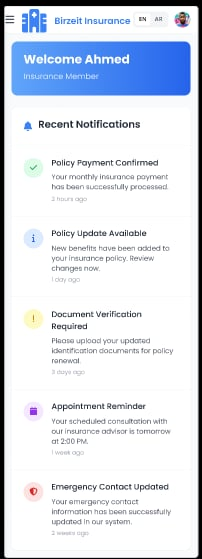 Birzeit Insurance
EN AR
Welcome Ahmed
Insurance Member
Recent Notifications
Policy Payment Confirmed
Your monthly insurance payment
has been successfully processed.
2 hours ago
Policy Update Available
New benefits have been added to
your insurance policy. Review
changes now.
1 day ago
Document Verification
Required
Please upload your updated
identification documents for policy
renewal.
3 days ago
Appointment Reminder
Your scheduled consultation with
our insurance advisor is tomorrow
at 2:00 PM.
1 week ago
Emergency Contact Updated
Your emergency contact
information has been successfully
updated in our system.
2 weeks ago